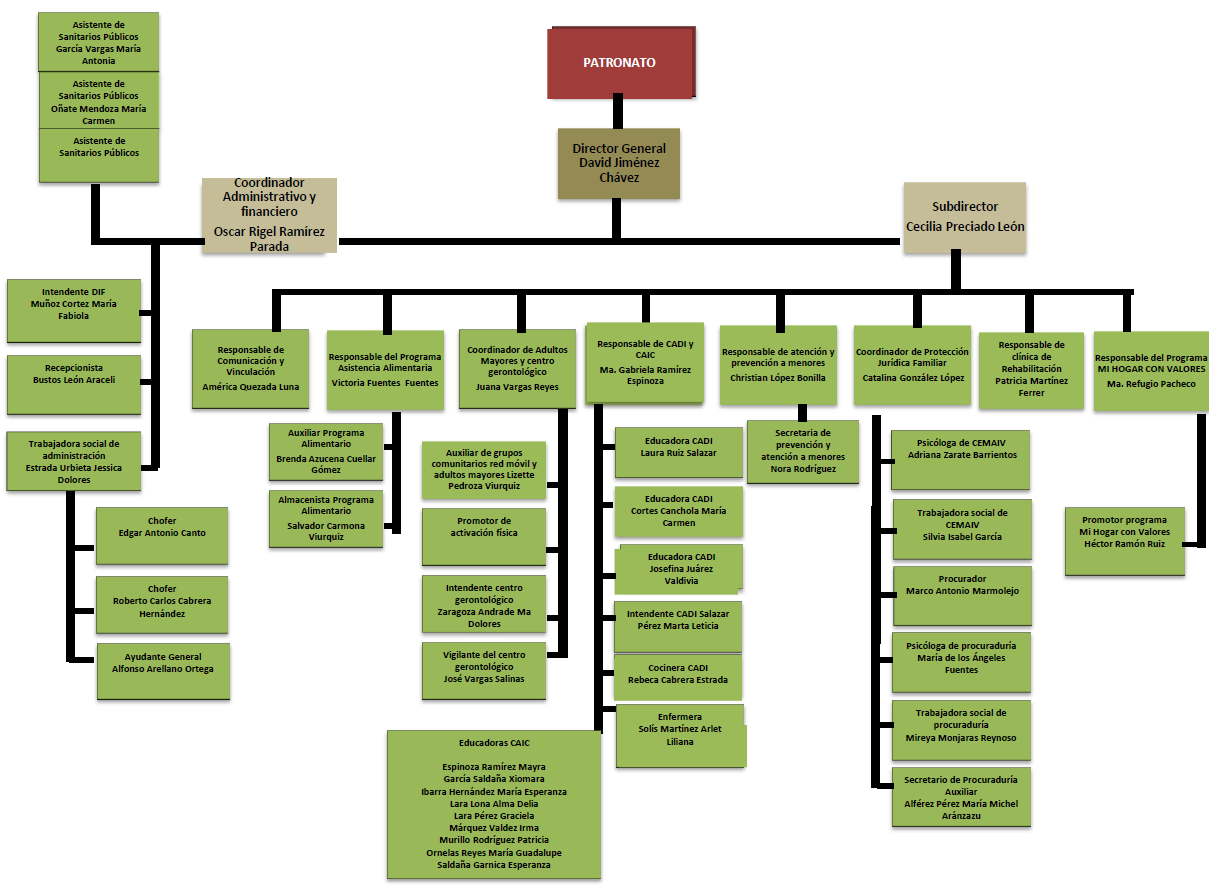 Asistente de
Sanitarios Públicos
García Vargas María
Antonia
Asistente de
Sanitarios Públicos
Oñate Mendoza María
Carmen
Asistente de
Sanitarios Públicos
PATRONATO
Director General
David Jiménez
Chávez
Coordinador
Administrativo y
financiero
Oscar Rigel Ramírez
Parada
Subdirector
Cecilia Preciado León
Intendente DIF
Muñoz Cortez María
Fabiola
Recepcionista
Bustos León Araceli
Trabajadora social de
administración
Estrada Urbieta Jessica
Dolores
Chofer
Edgar Antonio Canto
Chofer
Roberto Carlos Cabrera
Hernández
Ayudante General
Alfonso Arellano Ortega
Responsable de
Comunicación y
Vinculación
América Quezada Luna
Responsable del Programa
Asistencia Alimentaria
Victoria Fuentes Fuentes
Auxiliar Programa
Alimentario
Brenda Azucena Cuellar
Gómez
Almacenista Programa
Alimentario
Salvador Carmona
Viurquiz
Coordinador de Adultos
Mayores y centro
gerontológico
Juana Vargas Reyes
Auxiliar de grupos
comunitarios red móvil y
adultos mayores Lizette
Pedroza Viurquiz
Promotor de
activación física
Intendente centro
gerontológico
Zaragoza Andrade Ma
Dolores
Vigilante del centro
gerontológico
José Vargas Salinas
Responsable de CADI y
CAIC
Ma. Gabriela Ramírez
Espinoza
Educadora CADI
Laura Ruiz Salazar
Educadora CADI
Cortes Canchola María
Carmen
Educadora CADI
Josefina Juárez
Valdivia
Intendente CADI Salazar
Pérez Marta Leticia
Cocinera CADI
Rebeca Cabrera Estrada
Enfermera
Solís Martínez Arlet
Liliana
Educadoras CAIC
Espinoza Ramírez Mayra
García Saldaña Xiomara
Ibarra Hernández María Esperanza
Lara Lona Alma Delia
Lara Pérez Graciela
Márquez Valdez Irma
Murillo Rodríguez Patricia
Ornelas Reyes María Guadalupe
Saldaña Garnica Esperanza
Responsable de atención y
prevención a menores
Christian López Bonilla
Secretaria de
prevención y
atención a menores
Nora Rodríguez
Coordinador de Protección
Jurídica Familiar
Catalina González López
Psicóloga de CEMAIV
Adriana Zarate Barrientos
Trabajadora social de
CEMAIV
Silvia Isabel García
Procurador
Marco Antonio Marmolejo
Psicóloga de procuraduría
María de los Ángeles
Fuentes
Trabajadora social de
procuraduría
Mireya Monjaras Reynoso
Secretario de Procuraduría
Auxiliar
Alférez Pérez María Michel
Aránzazu
Responsable de
clínica de
Rehabilitación
Patricia Martínez
Ferrer
Responsable del Programa
MI HOGAR CON VALORES
Ma. Refugio Pacheco
Promotor programa
Mi Hogar con Valores
Héctor Ramón Ruiz